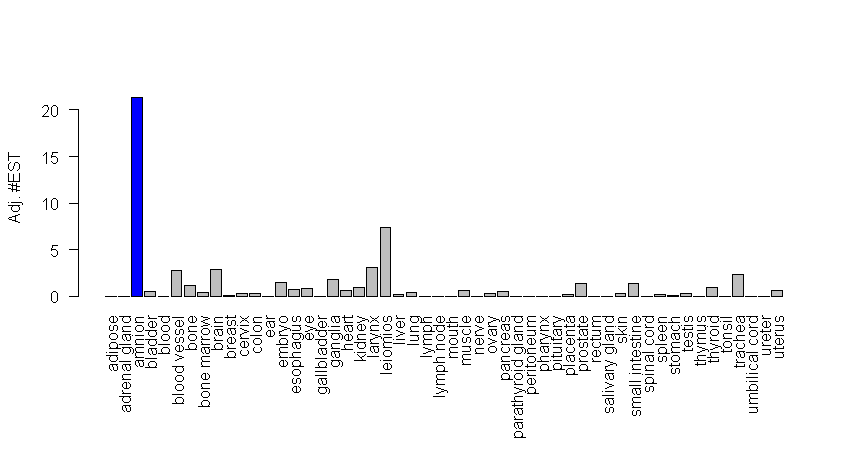 Adj. #EST
20
15
10
5
0
adipose
adrenal gland
amnion
bladder
blood
blood vessel
bone
bone marrow
brain
breast
cervix
colon
ear
embryo
esophagus
eye
gallbladder
ganglia
heart
kidney
larynx
leiomios
liver
lung
lymph
lymph node
mouth
muscle
nerve
ovary
pancreas
parathyroid gland
peritoneum
pharynx
pituitary
placenta
prostate
rectum
salivary gland
skin
small intestine
spinal cord
spleen
stomach
testis
thymus
thyroid
tonsil
trachea
umbilical cord
ureter
uterus